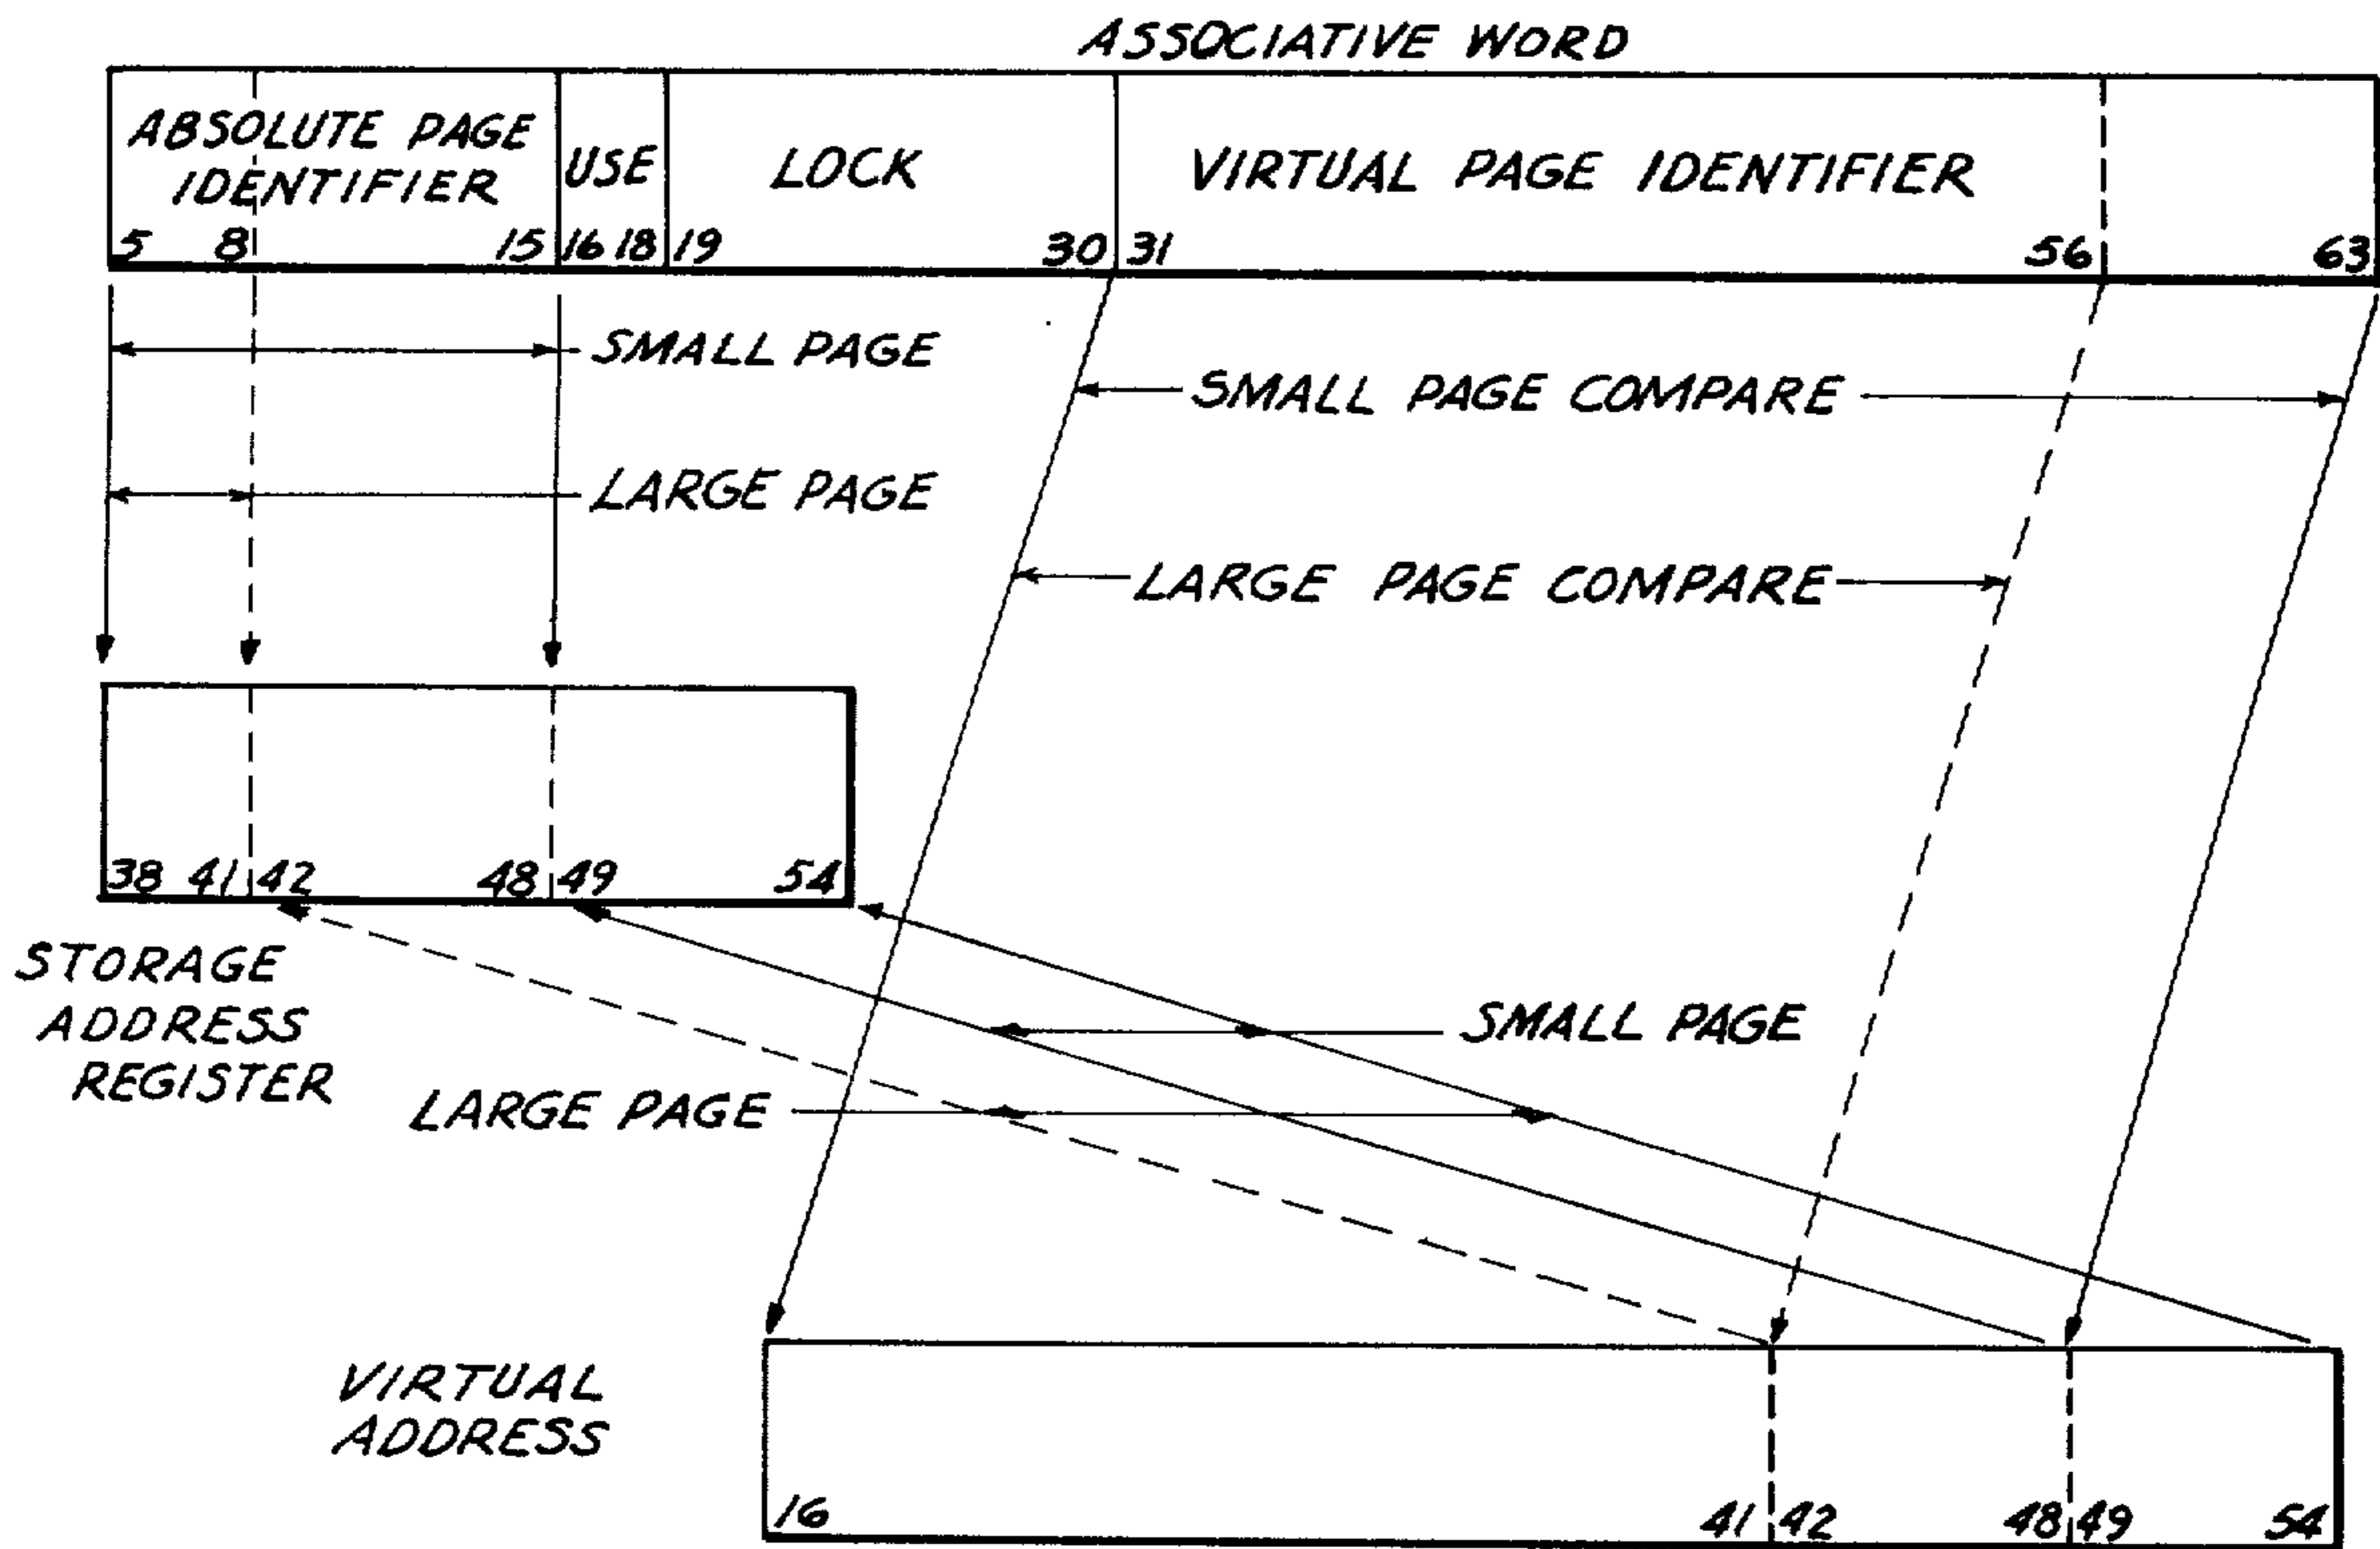 ASSOCIATIVE WORD
ABSOLUTE PAGE
IDENTIFIER
USE
LOCK
VIRTUAL PAGE IDENTIFIER
5 8 15 16 18 19 30 31 56 63
SMALL PAGE
SMALL PAGE COMPARE
LARGE PAGE
LARGE PAGE COMPARE
38 41 42 48 49 54
STORAGE
ADDRESS
REGISTER
SMALL PAGE
LARGE PAGE
VIRTUAL
ADDRESS
16 41 42 48 49 54